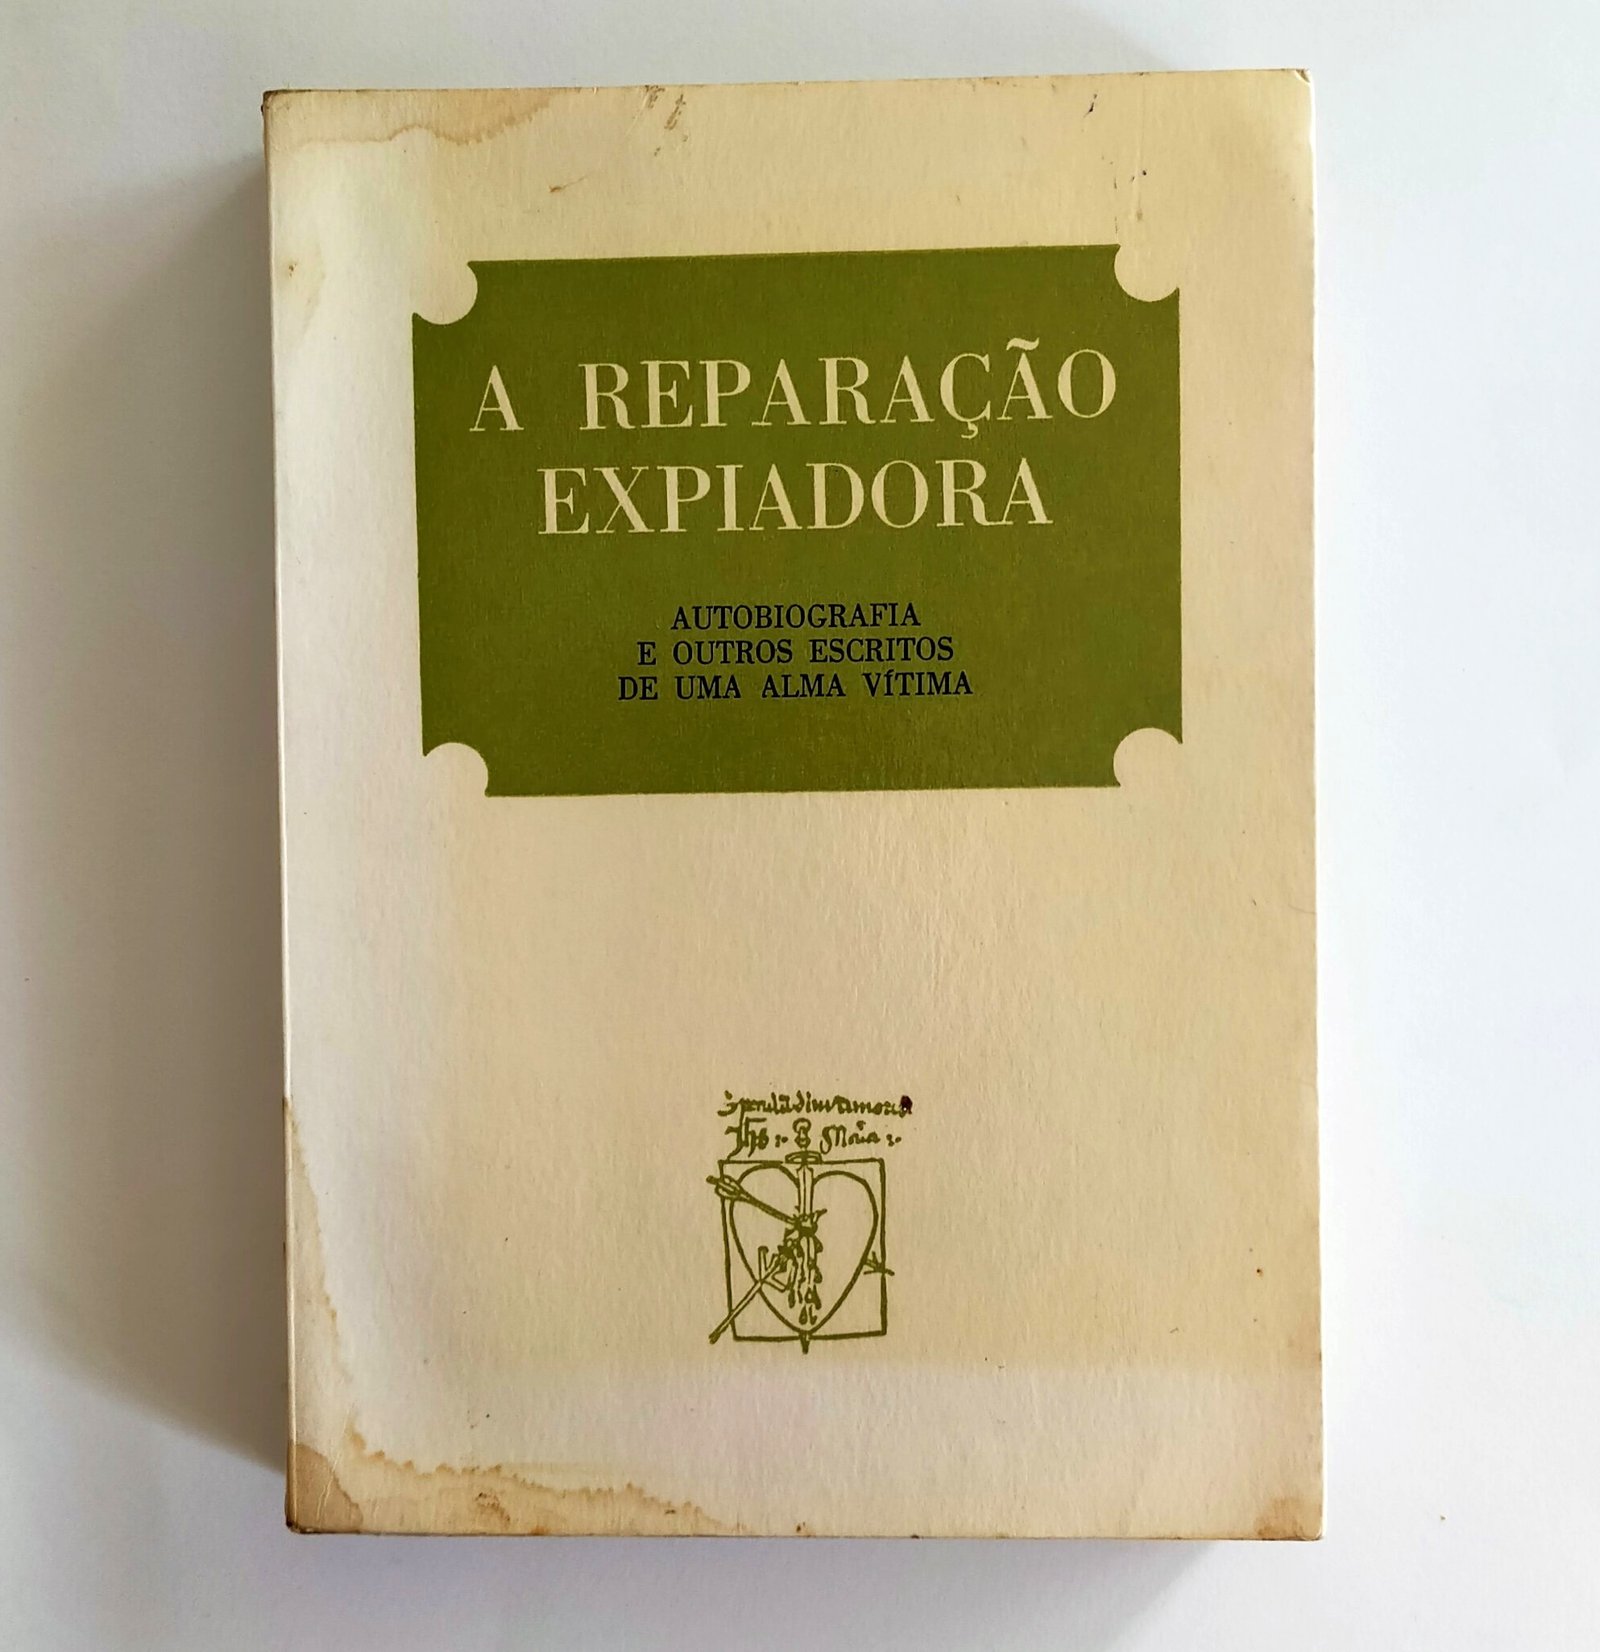 A REPARAÇÃO
EXPIADORA
AUTOBIOGRAFIA
E OUTROS ESCRITOS
DE UMA ALMA VÍTIMA